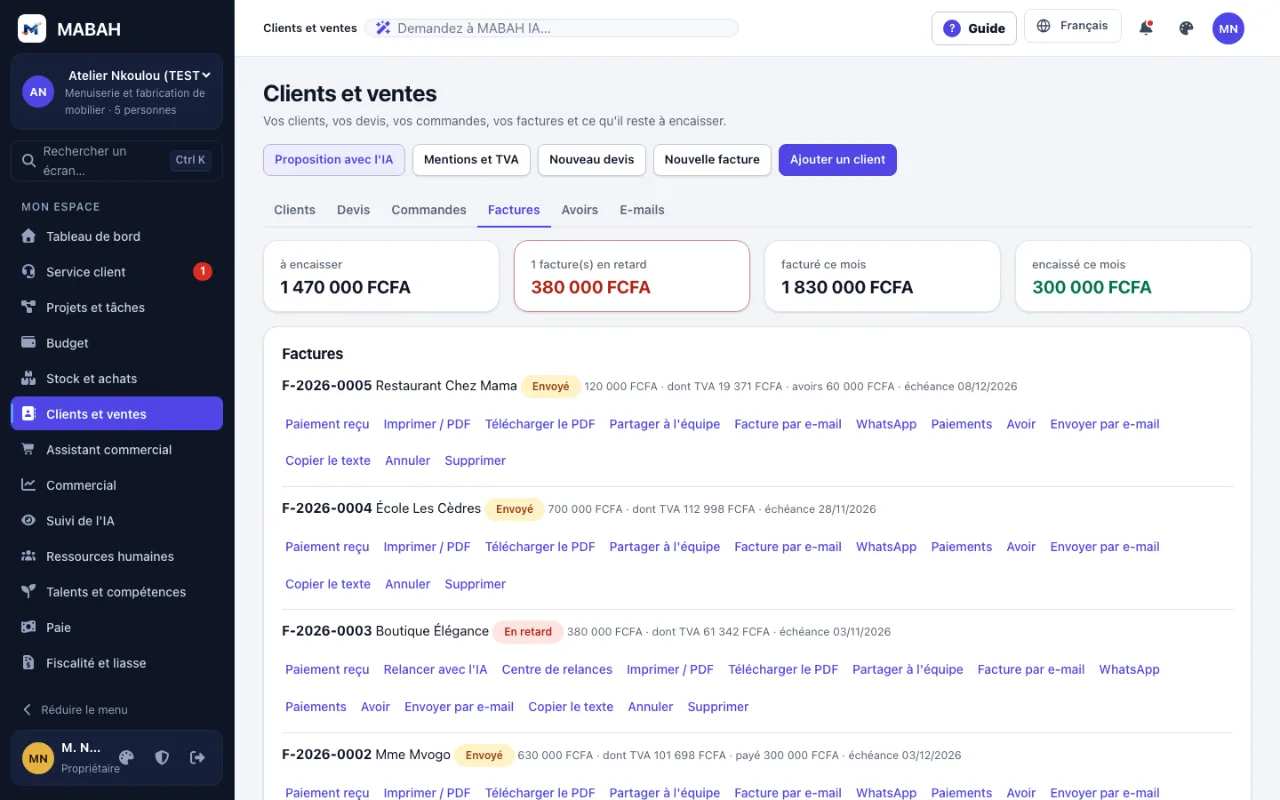 MABAH
AN
Atelier Nkoulou (TEST
Menuiserie et fabrication de
mobilier · 5 personnes
Rechercher un
écran...
Ctrl K
MON ESPACE
Tableau de bord
Service client
1
Projets et tâches
Budget
Stock et achats
Clients et ventes
Assistant commercial
Commercial
Suivi de l'IA
Ressources humaines
Talents et compétences
Paie
Fiscalité et liasse
Réduire le menu
MN
M. N...
Propriétaire
Clients et ventes
Demandez à MABAH IA...
? Guide
Français
MN
Clients et ventes
Vos clients, vos devis, vos commandes, vos factures et ce qu'il reste à encaisser.
Proposition avec l'IA
Mentions et TVA
Nouveau devis
Nouvelle facture
Ajouter un client
Clients Devis Commandes Factures Avoirs E-mails
à encaisser
1 470 000 FCFA
1 facture(s) en retard
380 000 FCFA
facturé ce mois
1 830 000 FCFA
encaissé ce mois
300 000 FCFA
Factures
F-2026-0005 Restaurant Chez Mama Envoyé 120 000 FCFA · dont TVA 19 371 FCFA · avoirs 60 000 FCFA · échéance 08/12/2026
Paiement reçu Imprimer / PDF Télécharger le PDF Partager à l'équipe Facture par e-mail WhatsApp Paiements Avoir Envoyer par e-mail
Copier le texte Annuler Supprimer
F-2026-0004 École Les Cèdres Envoyé 700 000 FCFA · dont TVA 112 998 FCFA · échéance 28/11/2026
Paiement reçu Imprimer / PDF Télécharger le PDF Partager à l'équipe Facture par e-mail WhatsApp Paiements Avoir Envoyer par e-mail
Copier le texte Annuler Supprimer
F-2026-0003 Boutique Élégance En retard 380 000 FCFA · dont TVA 61 342 FCFA · échéance 03/11/2026
Paiement reçu Relancer avec l'IA Centre de relances Imprimer / PDF Télécharger le PDF Partager à l'équipe Facture par e-mail WhatsApp
Paiements Avoir Envoyer par e-mail Copier le texte Annuler Supprimer
F-2026-0002 Mme Mvogo Envoyé 630 000 FCFA · dont TVA 101 698 FCFA · payé 300 000 FCFA · échéance 03/12/2026
Paiement reçu Imprimer / PDF Télécharger le PDF Partager à l'équipe Facture par e-mail WhatsApp Paiements Avoir Envoyer par e-mail